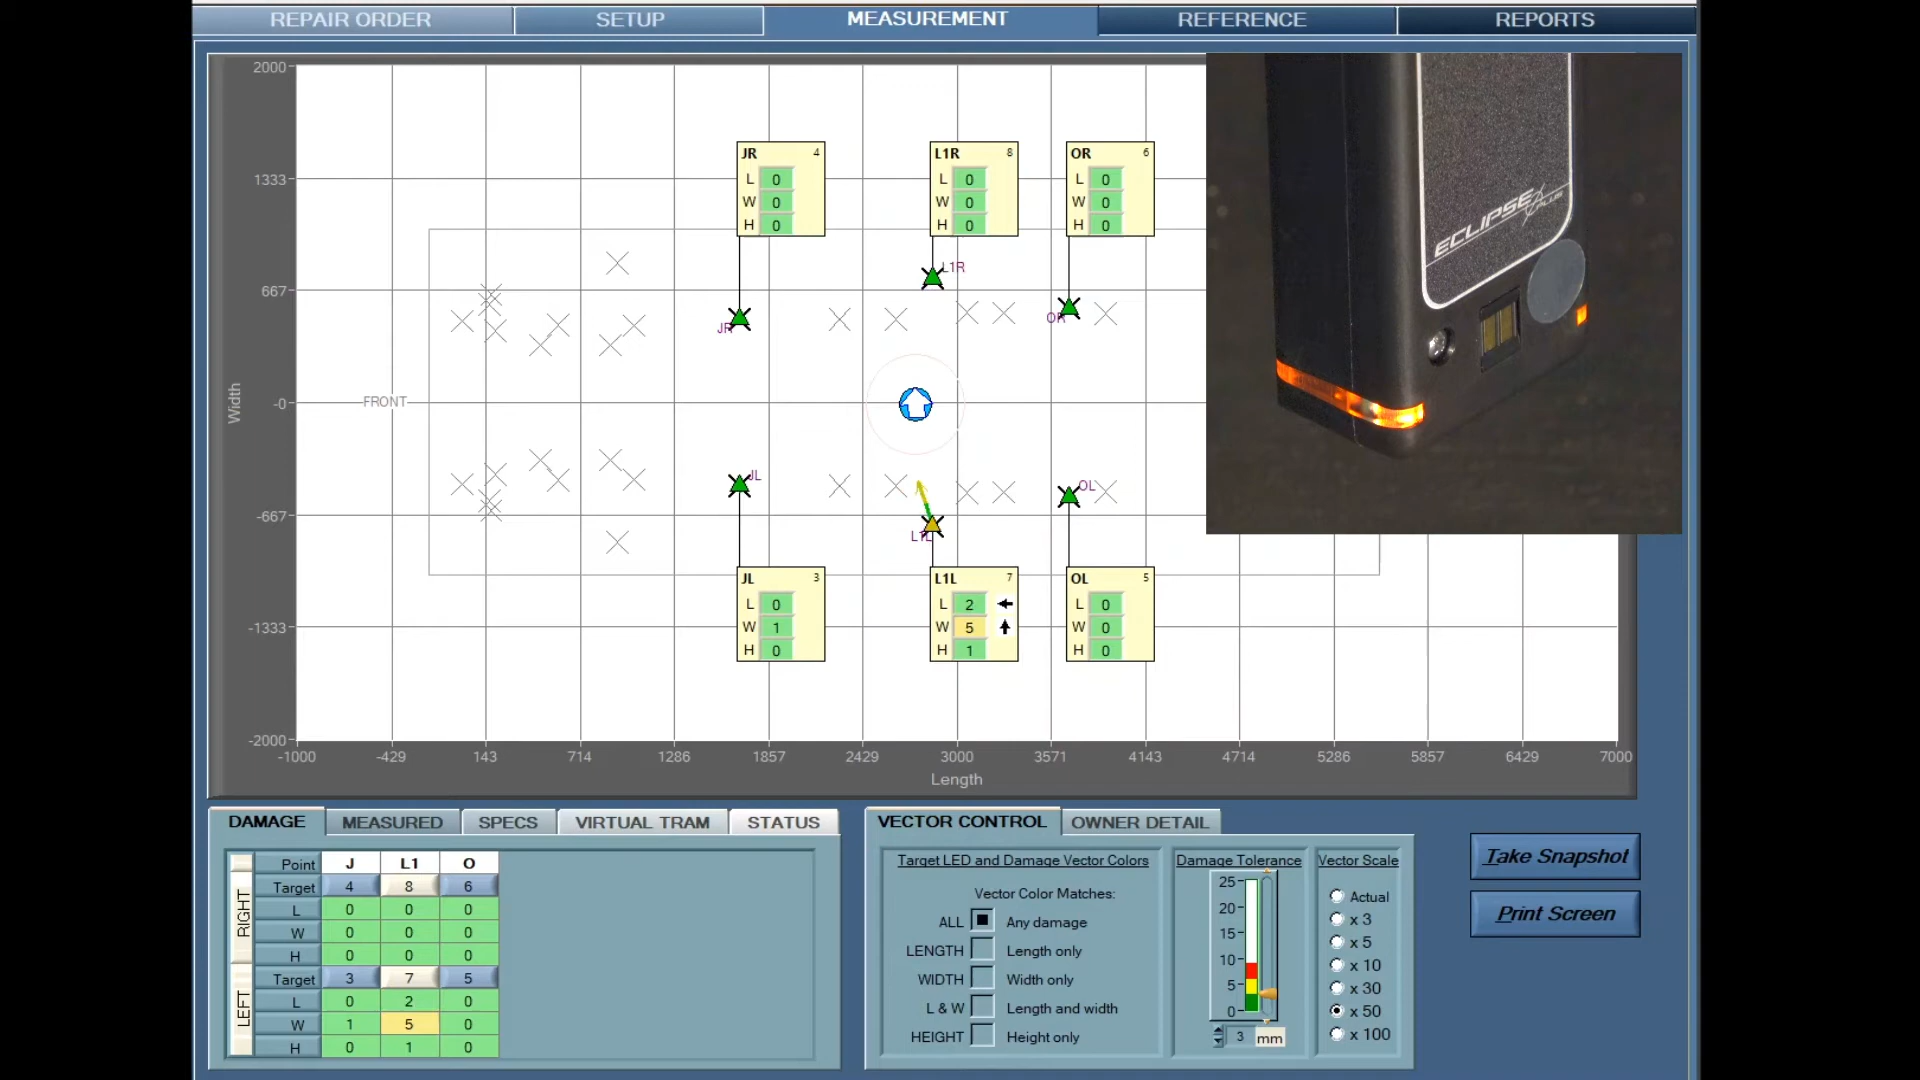 REPAIR ORDER SETUP MEASUREMENT REFERENCE REPORTS
2000
1333
667
-0
-667
-1333
-2000
Width
-1000 -429 143 714 1286 1857 2429 3000 3571 4143 4714 5286 5857 6429 7000
Length
FRONT
JR 4
L 0
W 0
H 0
L1R 8
L 0
W 0
H 0
OR 6
L 0
W 0
H 0
L1R
JR
OR
JL
OL
L1L
JL 3
L 0
W 1
H 0
L1L 7
L 2
W 5
H 1
OL 5
L 0
W 0
H 0
ECLIPSE
PLUS
DAMAGE MEASURED SPECS VIRTUAL TRAM STATUS
RIGHT
LEFT
Point J L1 O
Target 4 8 6
L 0 0 0
W 0 0 0
H 0 0 0
Target 3 7 5
L 0 2 0
W 1 5 0
H 0 1 0
VECTOR CONTROL OWNER DETAIL
Target LED and Damage Vector Colors
Vector Color Matches:
ALL Any damage
LENGTH Length only
WIDTH Width only
L & W Length and width
HEIGHT Height only
Damage Tolerance
25
20
15
10
5
0
3 mm
Vector Scale
Actual
x 3
x 5
x 10
x 30
x 50
x 100
Take Snapshot
Print Screen